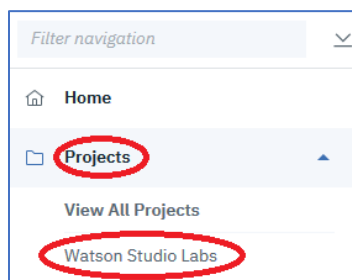 Filter navigation
Home
Projects
View All Projects
Watson Studio Labs